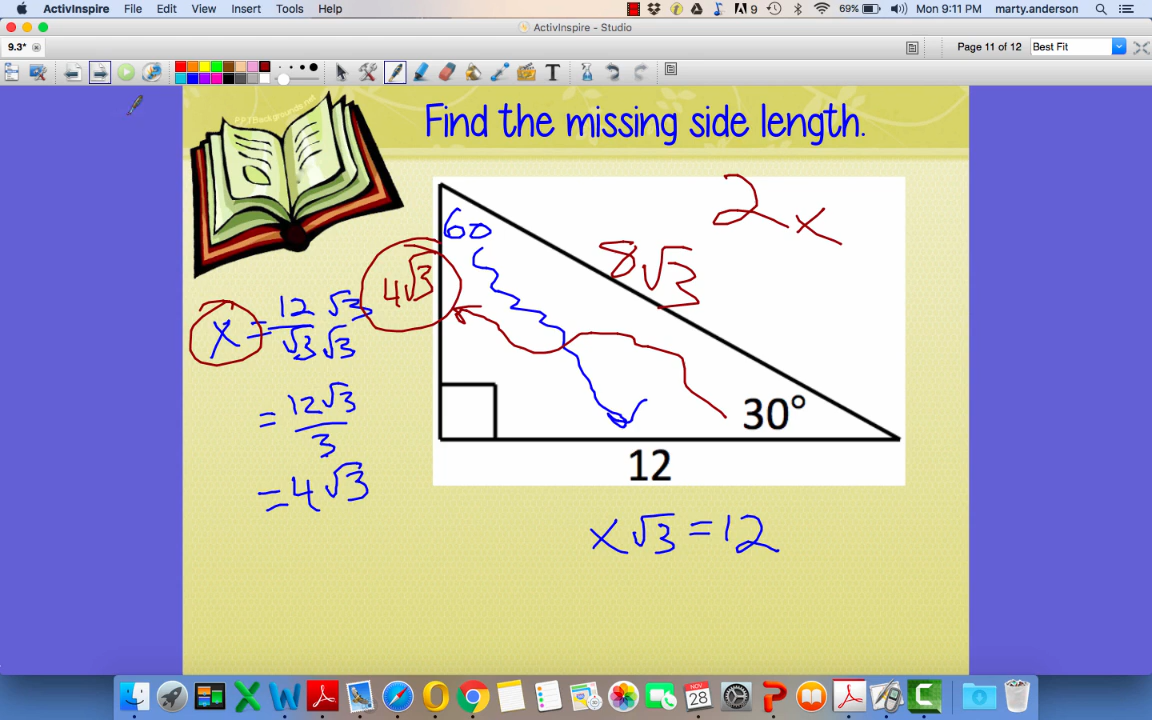 ActivInspire File Edit View Insert Tools Help 9 69% Mon 9:11 PM marty.anderson
ActivInspire - Studio
9.3* Page 11 of 12 Best Fit
Find the missing side length.
2x
60
8√3
4√3
x = 12 √3
√3 √3
= 12√3
3
= 4√3
30°
12
x√3 = 12
NOV
28